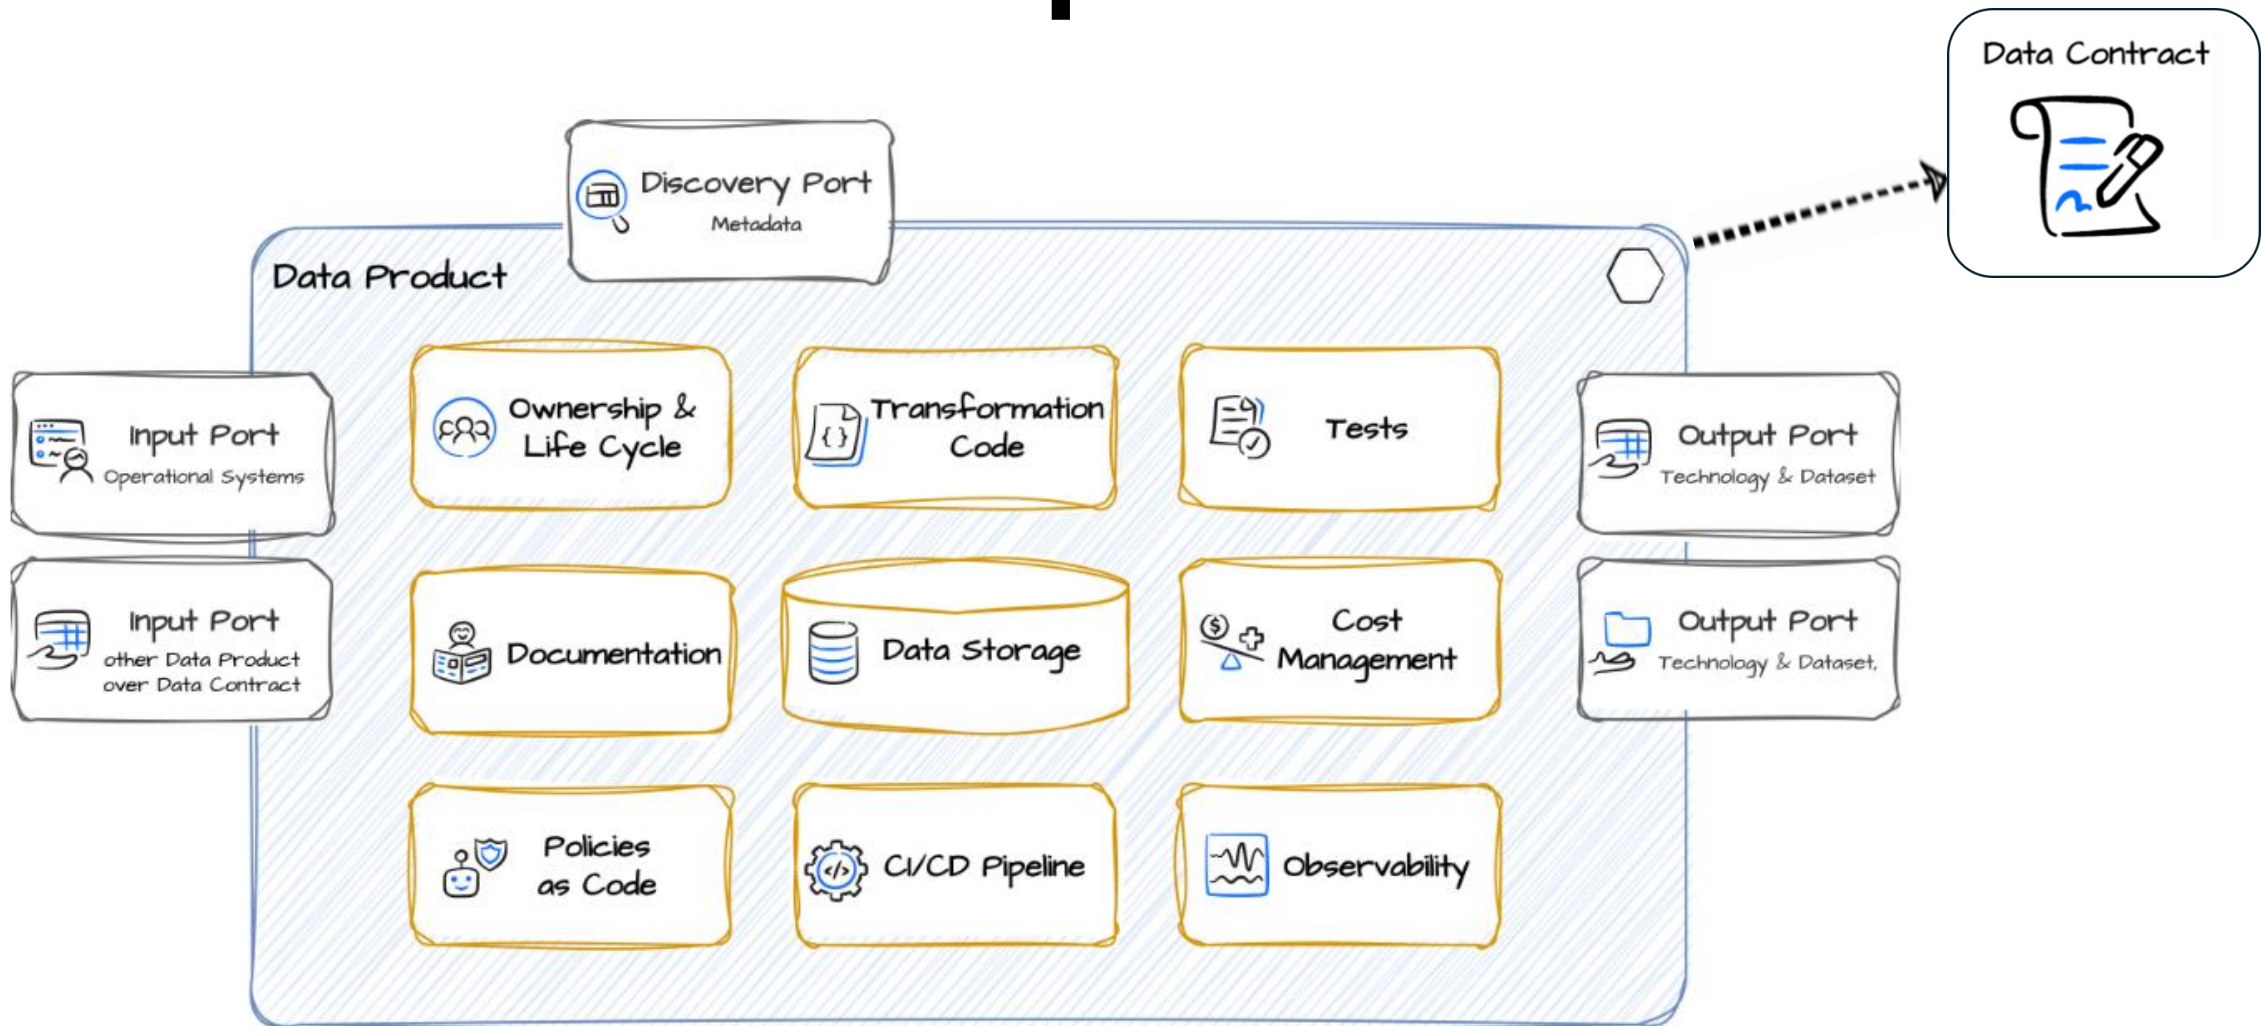 Data Contract
Discovery Port
Metadata
Data Product
Input Port
Operational Systems
Ownership &
Life Cycle
Transformation
Code
{ }
Tests
Output Port
Technology & Dataset
Input Port
other Data Product
over Data Contract
Documentation
Data Storage
$
Cost
Management
Output Port
Technology & Dataset,
Policies
as Code
</>
CI/CD Pipeline
Observability